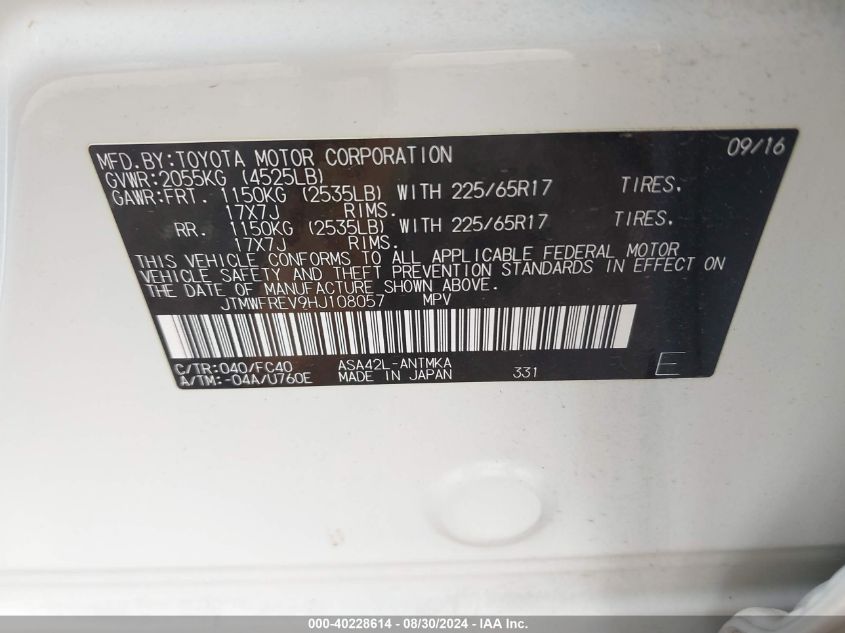 MFD.BY:TOYOTA MOTOR CORPORATION 09/16
GVWR:2055KG (4525LB)
GAWR:FRT. 1150KG (2535LB) WITH 225/65R17 TIRES.
17X7J RIMS.
RR. 1150KG (2535LB) WITH 225/65R17 TIRES.
17X7J RIMS.
THIS VEHICLE CONFORMS TO ALL APPLICABLE FEDERAL MOTOR
VEHICLE SAFETY AND THEFT PREVENTION STANDARDS IN EFFECT ON
THE DATE OF MANUFACTURE SHOWN ABOVE.
JTMWFREV9HJ108057 MPV
C/TR:040/FC40 ASA42L-ANTMKA
A/TM:-04A/U760E MADE IN JAPAN 331 E
000-40228614 - 08/30/2024 - IAA Inc.